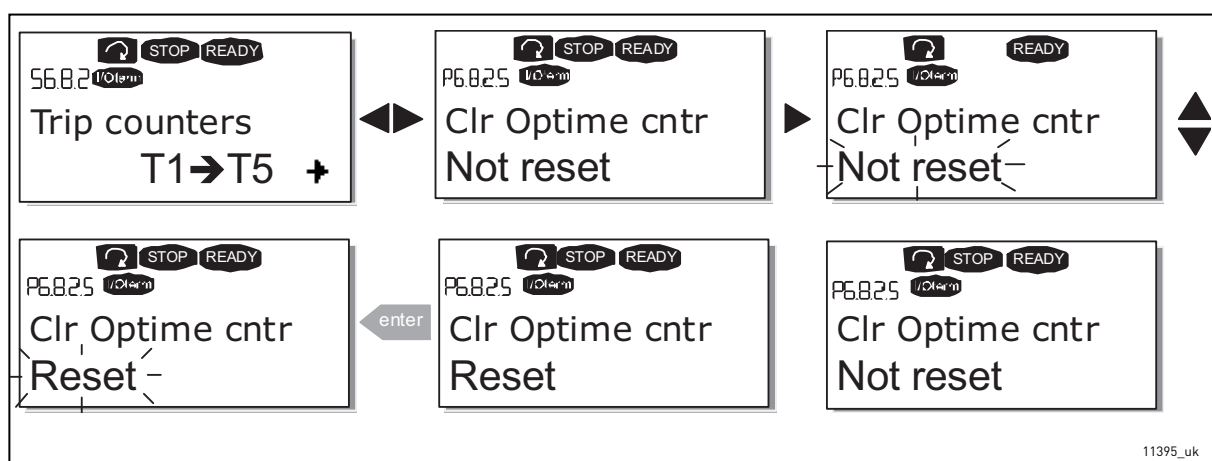 STOP READY
S6.8.2 I/Oterm
Trip counters
T1➔T5
STOP READY
P6.8.2.5 I/Oterm
Clr Optime cntr
Not reset
READY
P6.8.2.5 I/Oterm
Clr Optime cntr
Not reset
STOP READY
P6.8.2.5 I/Oterm
Clr Optime cntr
Reset
enter
STOP READY
P6.8.2.5 I/Oterm
Clr Optime cntr
Reset
STOP READY
P6.8.2.5 I/Oterm
Clr Optime cntr
Not reset
11395_uk